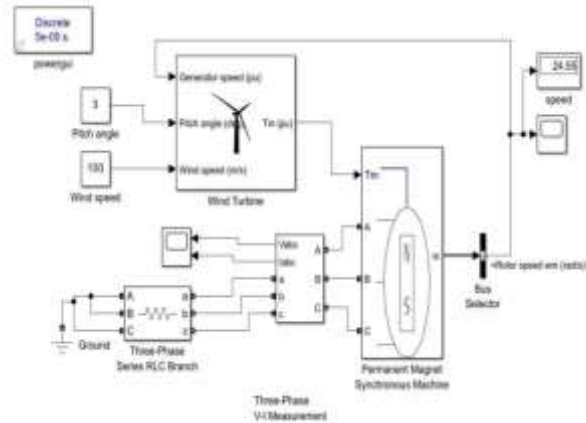 Discrete
5e-05 s.
powergui
24.55
speed
Generator speed (pu)
3
Pitch angle
Pitch angle (deg)
Tm (pu)
100
Wind speed
Wind speed (m/s)
Wind Turbine
Tm
Vabc
Iabc
A
A
a
B
B
b
C
C
c
m
<Rotor speed wm (rad/s)>
Bus
Selector
N
S
A
a
B
b
C
c
Ground
Three-Phase
Series RLC Branch
Permanent Magnet
Synchronous Machine
Three-Phase
V-I Measurement